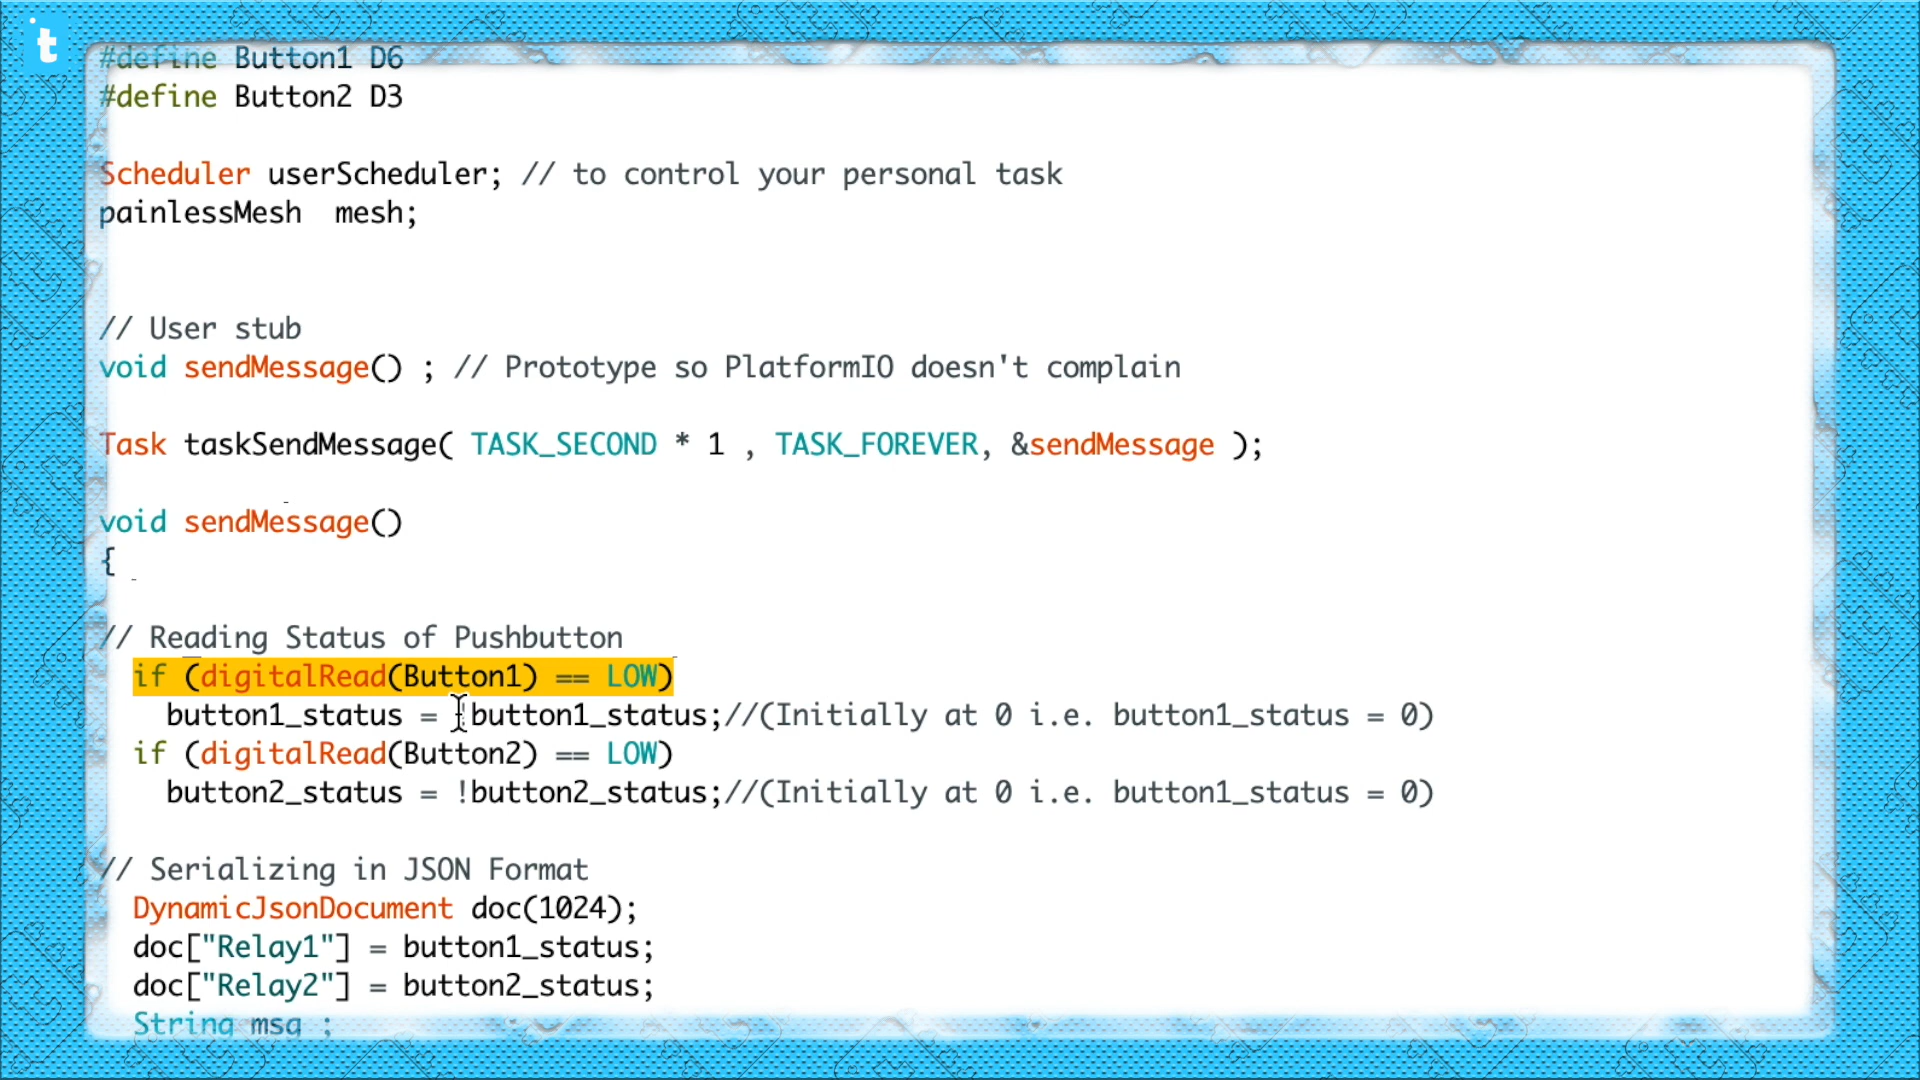 t
#define Button1 D6
#define Button2 D3
Scheduler userScheduler; // to control your personal task
painlessMesh  mesh;
// User stub
void sendMessage() ; // Prototype so PlatformIO doesn't complain
Task taskSendMessage( TASK_SECOND * 1 , TASK_FOREVER, &sendMessage );
void sendMessage()
{
// Reading Status of Pushbutton
if (digitalRead(Button1) == LOW)
button1_status = !button1_status;//(Initially at 0 i.e. button1_status = 0)
if (digitalRead(Button2) == LOW)
button2_status = !button2_status;//(Initially at 0 i.e. button1_status = 0)
// Serializing in JSON Format
DynamicJsonDocument doc(1024);
doc["Relay1"] = button1_status;
doc["Relay2"] = button2_status;
String msg ;